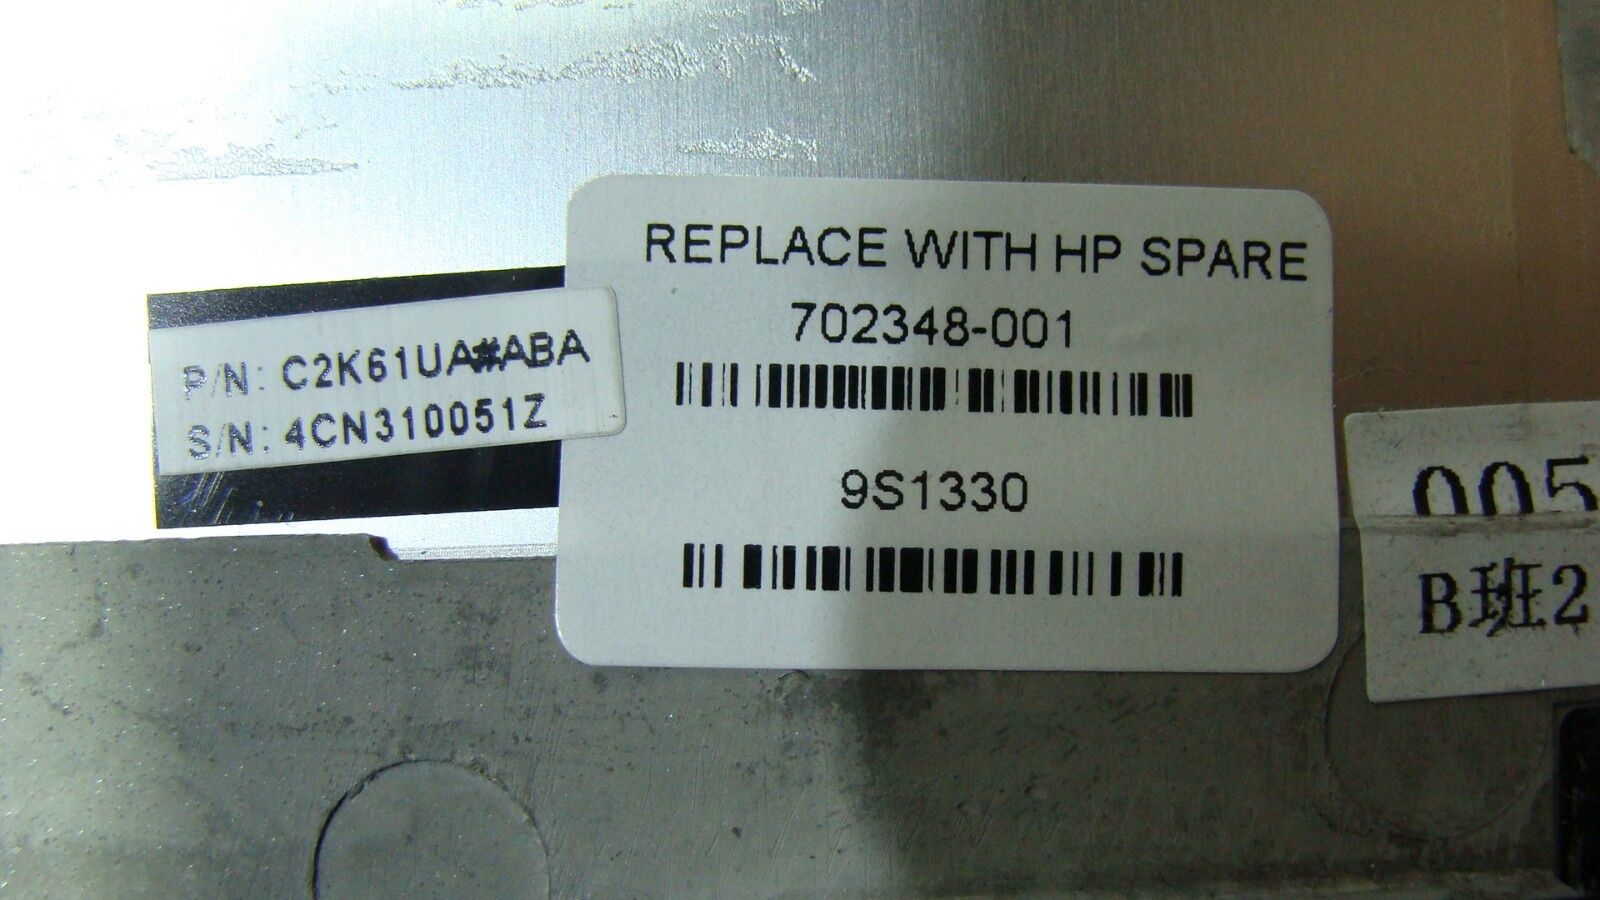 REPLACE WITH HP SPARE
702348-001
9S1330
P/N: C2K61UA#ABA
S/N: 4CN310051Z
005
B班2